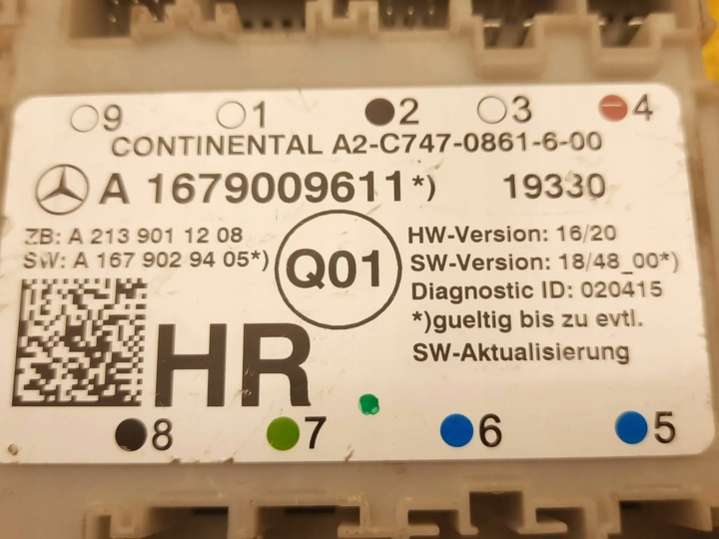 9 1 2 3 4
CONTINENTAL A2-C747-0861-6-00
A 1679009611*) 19330
ZB: A 213 901 12 08
SW: A 167 902 94 05*)
Q01
HW-Version: 16/20
SW-Version: 18/48_00*)
Diagnostic ID: 020415
*)gueltig bis zu evtl.
SW-Aktualisierung
HR
8 7 6 5